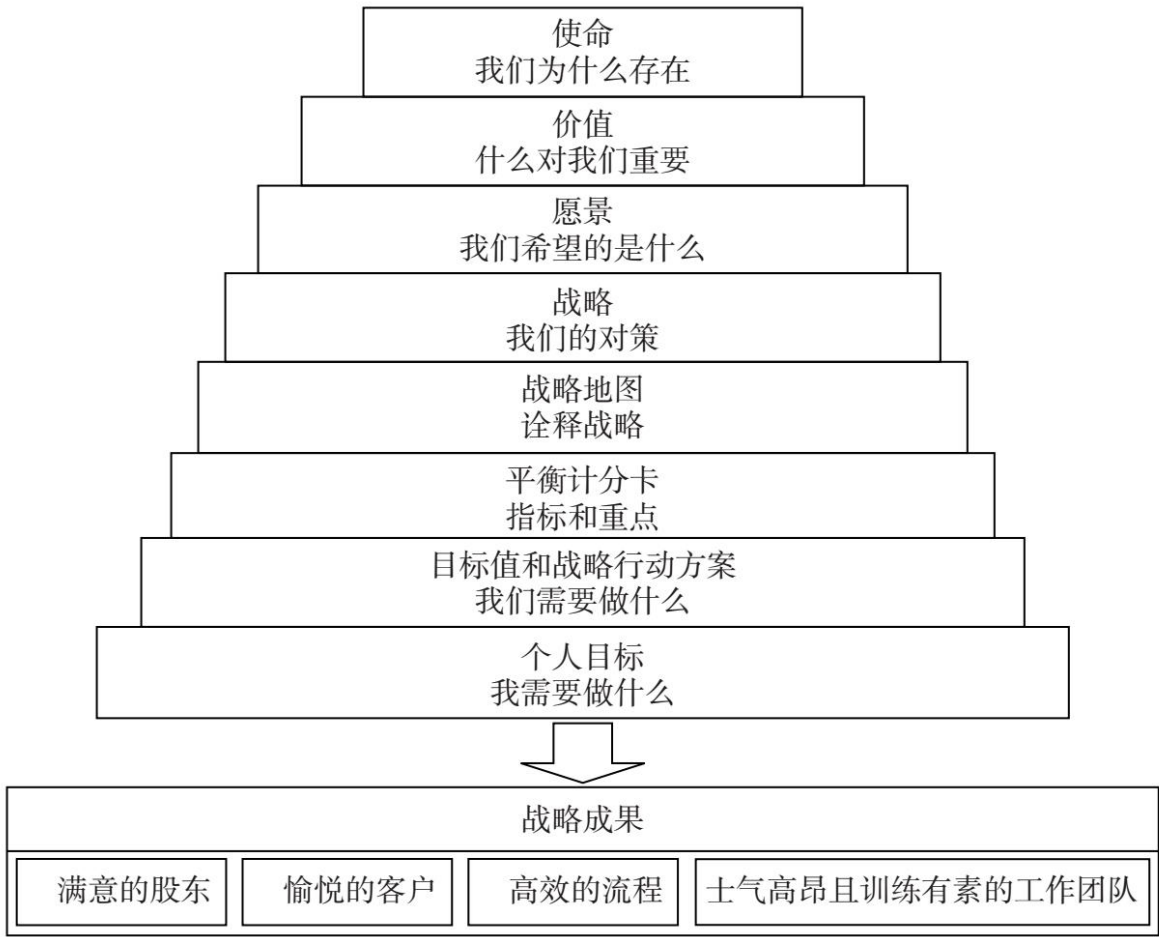 使命
我们为什么存在
价值
什么对我们重要
愿景
我们希望的是什么
战略
我们的对策
战略地图
诠释战略
平衡计分卡
指标和重点
目标值和战略行动方案
我们需要做什么
个人目标
我需要做什么
战略成果
满意的股东
愉悦的客户
高效的流程
士气高昂且训练有素的工作团队